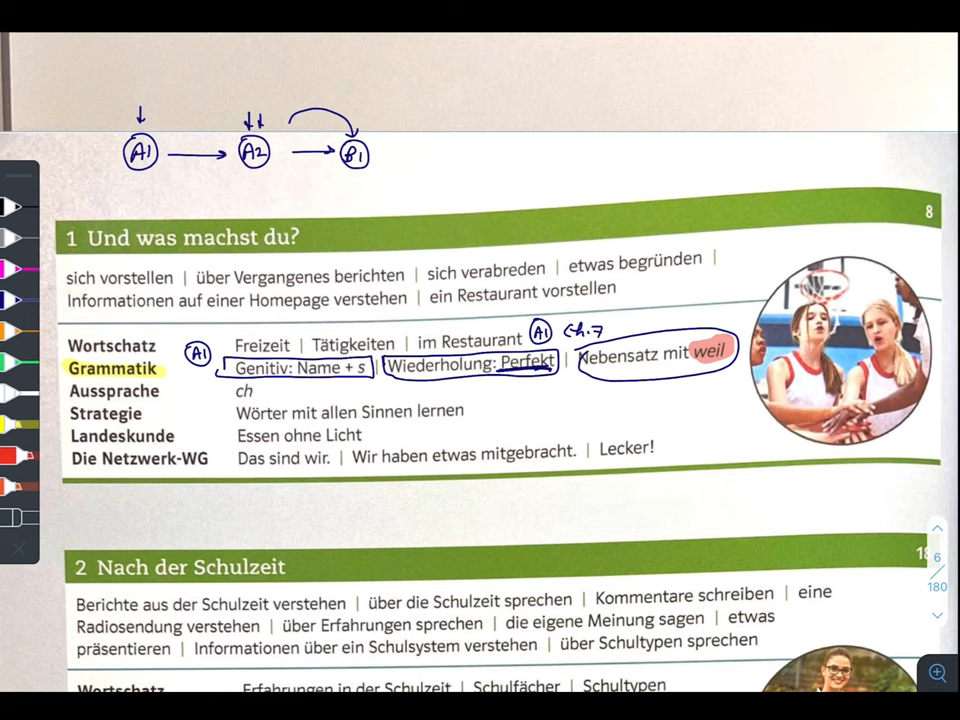 A1 → A2 → B1
8
1 Und was machst du?
sich vorstellen | über Vergangenes berichten | sich verabreden | etwas begründen |
Informationen auf einer Homepage verstehen | ein Restaurant vorstellen
Wortschatz Freizeit | Tätigkeiten | im Restaurant A1 Ch.7
A1
Grammatik Genitiv: Name + s | Wiederholung: Perfekt | Nebensatz mit weil
Aussprache ch
Strategie Wörter mit allen Sinnen lernen
Landeskunde Essen ohne Licht
Die Netzwerk-WG Das sind wir. | Wir haben etwas mitgebracht. | Lecker!
2 Nach der Schulzeit
Berichte aus der Schulzeit verstehen | über die Schulzeit sprechen | Kommentare schreiben | eine
Radiosendung verstehen | über Erfahrungen sprechen | die eigene Meinung sagen | etwas
präsentieren | Informationen über ein Schulsystem verstehen | über Schultypen sprechen
Wortschatz Erfahrungen in der Schulzeit | Schulfächer | Schultypen
6
180